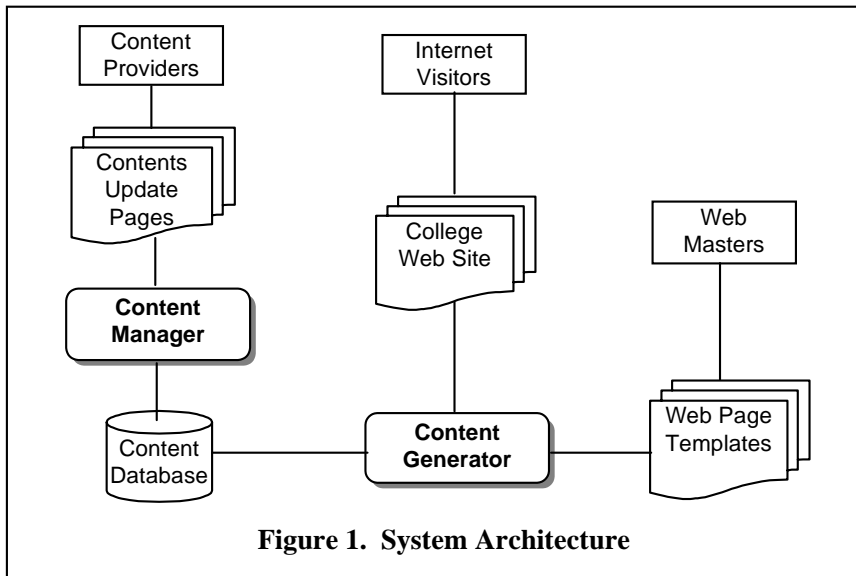 Content
Providers
Internet
Visitors
Contents
Update
Pages
College
Web Site
Web
Masters
Content
Manager
Content
Database
Content
Generator
Web Page
Templates
Figure 1. System Architecture